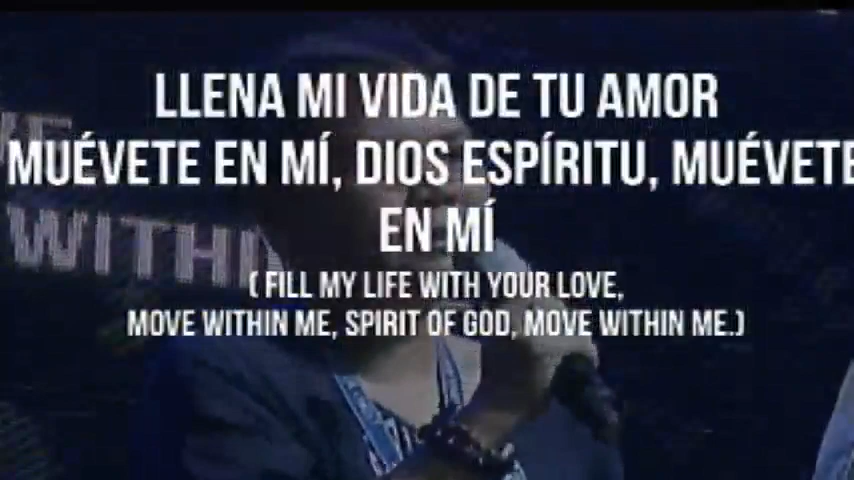 LLENA MI VIDA DE TU AMOR
MUÉVETE EN MÍ, DIOS ESPÍRITU, MUÉVETE
EN MÍ
( FILL MY LIFE WITH YOUR LOVE,
MOVE WITHIN ME, SPIRIT OF GOD, MOVE WITHIN ME.)
WITHIN